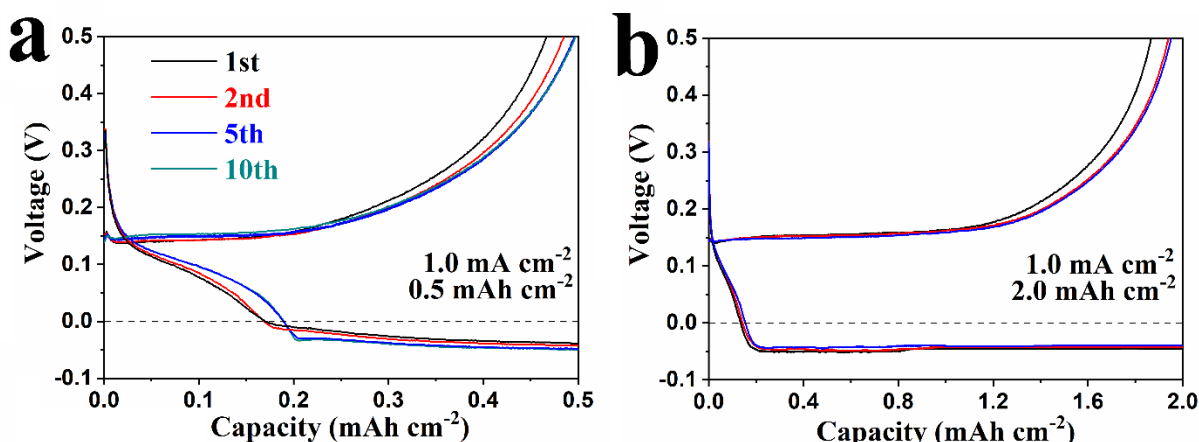 a
Voltage (V)
0.5
0.4
0.3
0.2
0.1
0.0
-0.1
1st
2nd
5th
10th
1.0 mA cm⁻²
0.5 mAh cm⁻²
0.0 0.1 0.2 0.3 0.4 0.5
Capacity (mAh cm⁻²)
b
Voltage (V)
0.5
0.4
0.3
0.2
0.1
0.0
-0.1
1.0 mA cm⁻²
2.0 mAh cm⁻²
0.0 0.4 0.8 1.2 1.6 2.0
Capacity (mAh cm⁻²)